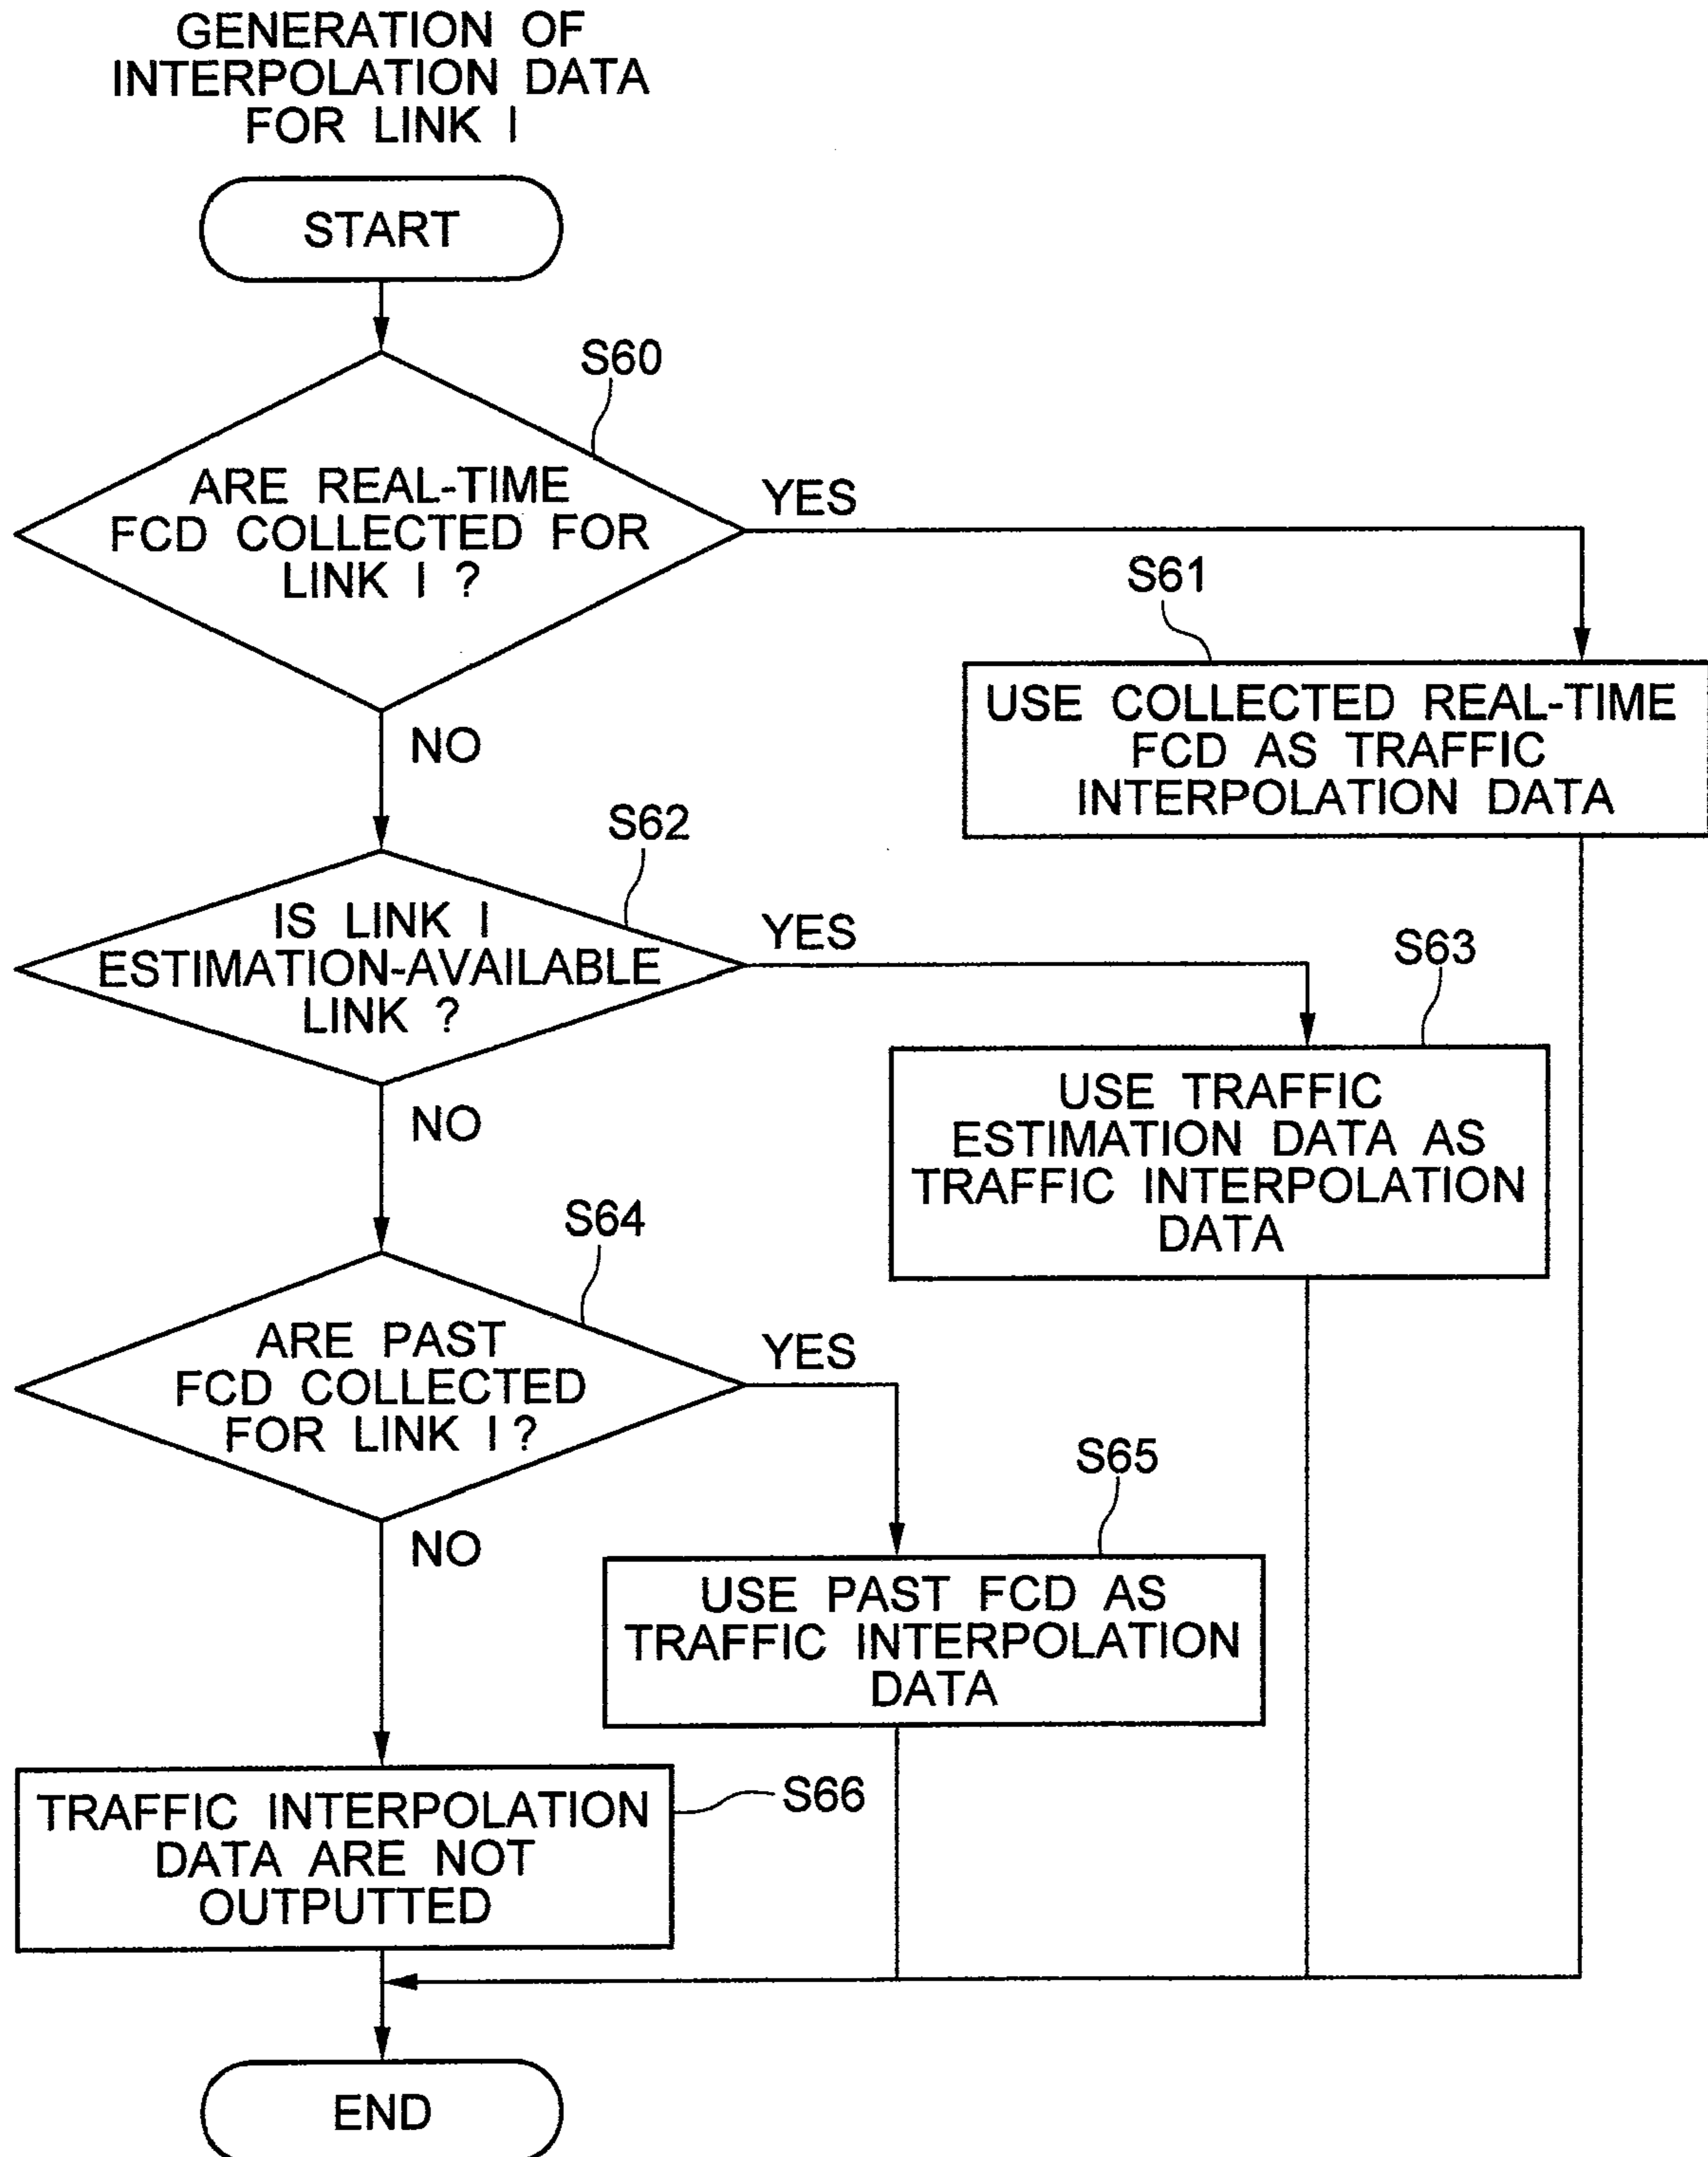 GENERATION OF
INTERPOLATION DATA
FOR LINK I
START
S60
ARE REAL-TIME
FCD COLLECTED FOR
LINK I ?
YES
NO
S61
USE COLLECTED REAL-TIME
FCD AS TRAFFIC
INTERPOLATION DATA
S62
IS LINK I
ESTIMATION-AVAILABLE
LINK ?
YES
NO
S63
USE TRAFFIC
ESTIMATION DATA AS
TRAFFIC INTERPOLATION
DATA
S64
ARE PAST
FCD COLLECTED
FOR LINK I ?
YES
NO
S65
USE PAST FCD AS
TRAFFIC INTERPOLATION
DATA
S66
TRAFFIC INTERPOLATION
DATA ARE NOT
OUTPUTTED
END